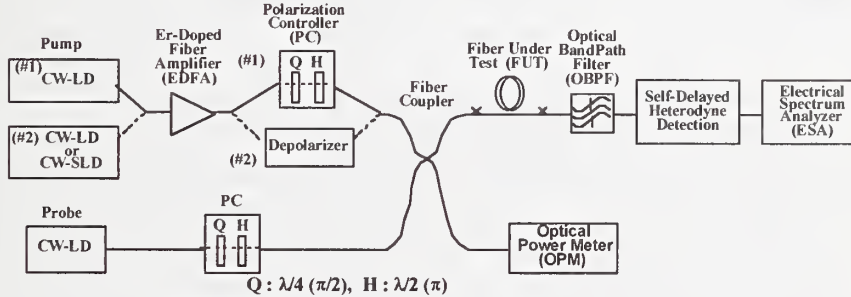 Pump
(#1)
CW-LD
(#2) CW-LD
or
CW-SLD
Er-Doped
Fiber
Amplifier
(EDFA)
Polarization
Controller
(PC)
(#1)
Q H
(#2)
Depolarizer
Fiber
Coupler
Fiber Under
Test (FUT)
Optical
BandPath
Filter
(OBPF)
Self-Delayed
Heterodyne
Detection
Electrical
Spectrum
Analyzer
(ESA)
Probe
CW-LD
PC
Q H
Optical
Power Meter
(OPM)
Q : λ/4 (π/2), H : λ/2 (π)